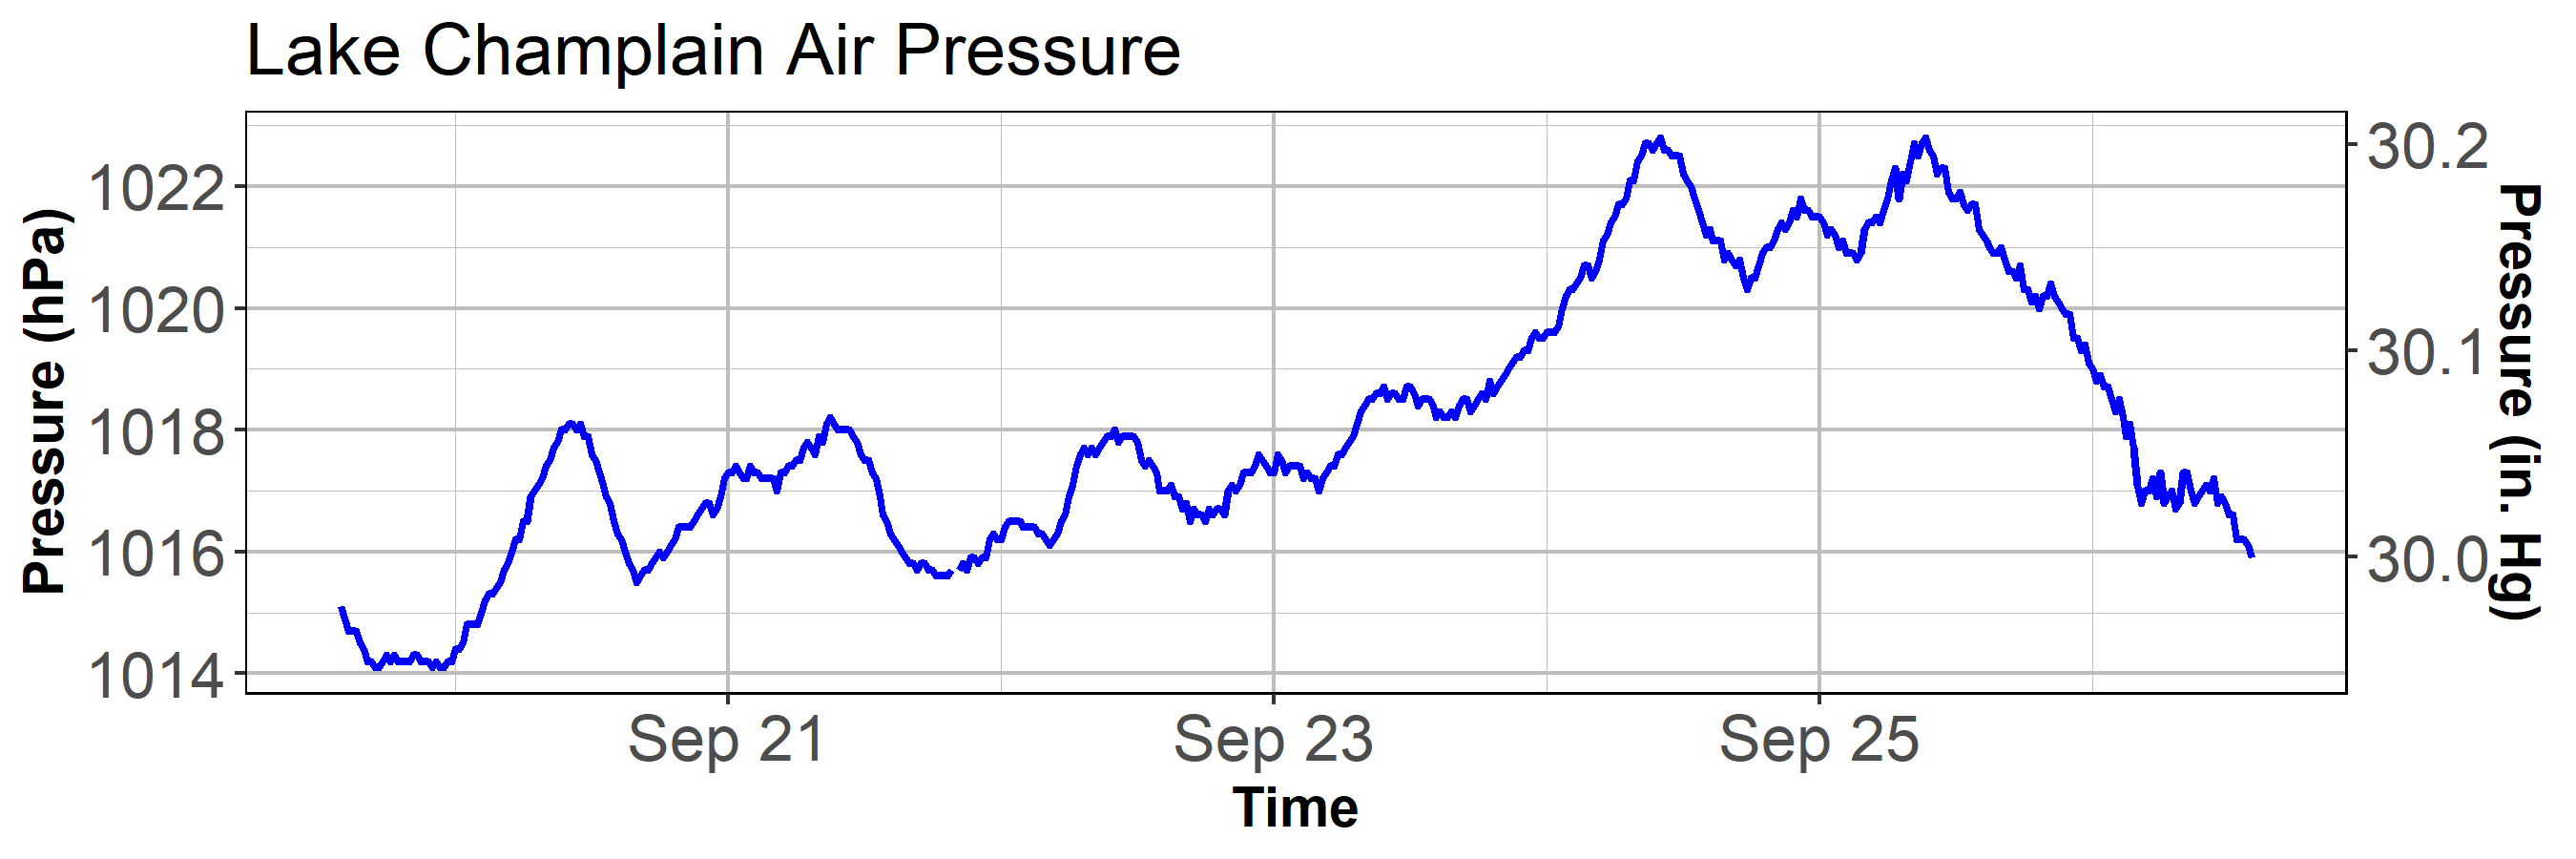 Lake Champlain Air Pressure
Pressure (hPa)
1022
1020
1018
1016
1014
30.2
30.1
30.0
Pressure (in. Hg)
Sep 21
Sep 23
Sep 25
Time